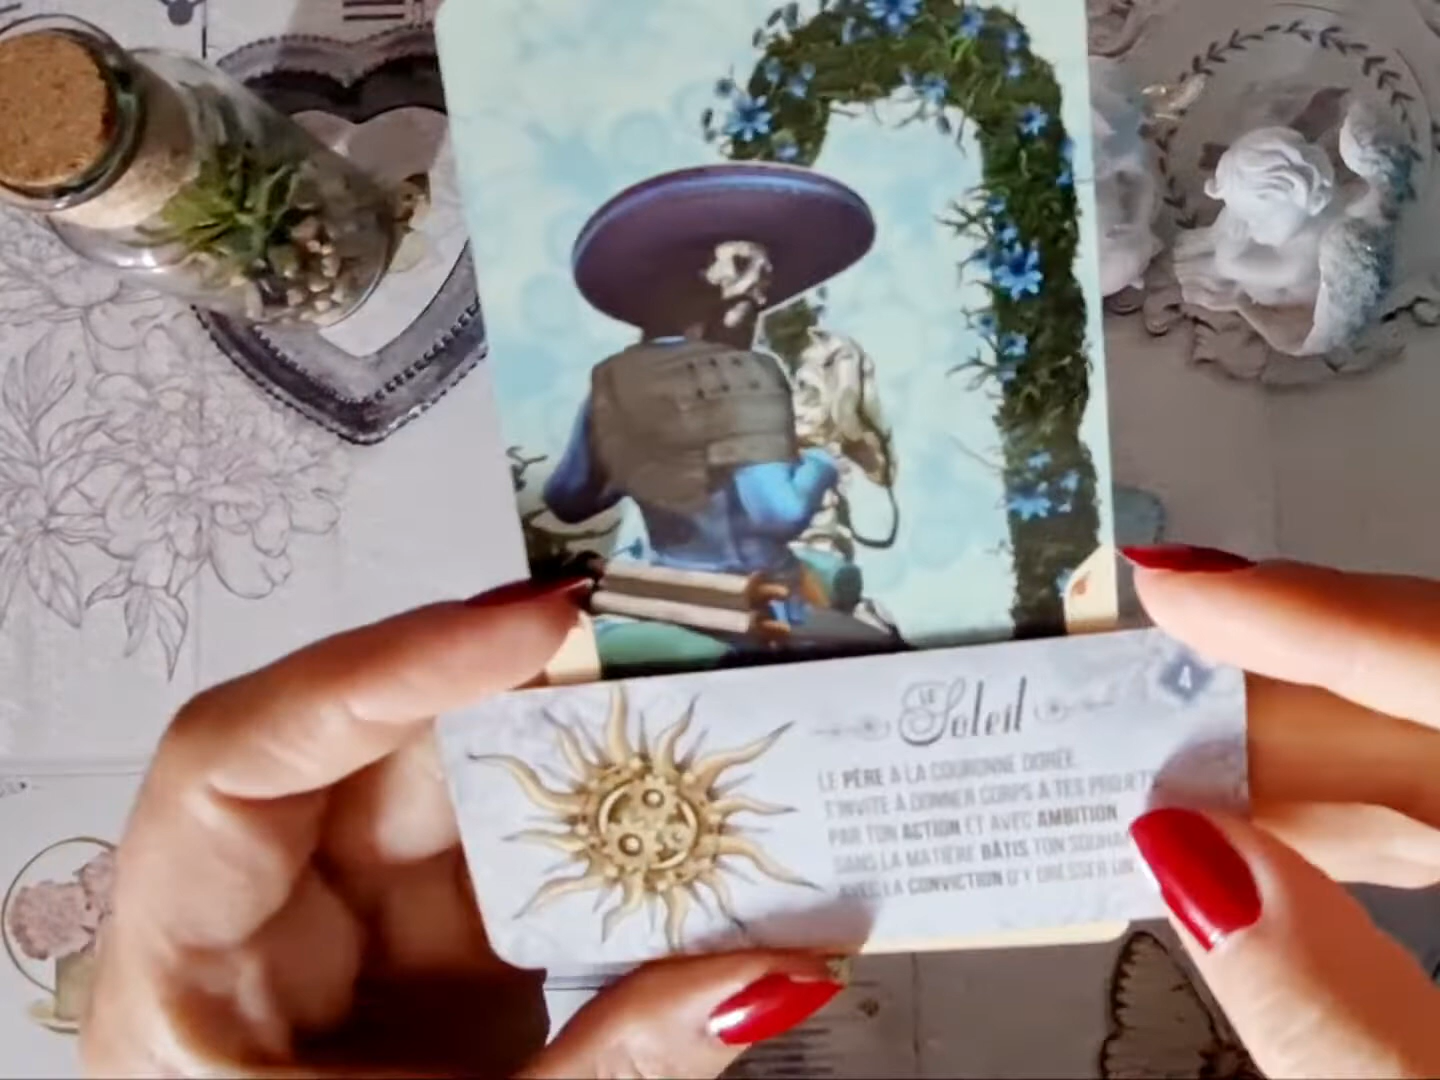 LE Soleil
4
LE PÈRE À LA COURONNE DORÉE
T'INVITE À DONNER CORPS À TES PROJETS
PAR TON ACTION ET AVEC AMBITION
DANS LA MATIÈRE BÂTIS TON
AVEC LA CONVICTION D'Y DRESSER UN